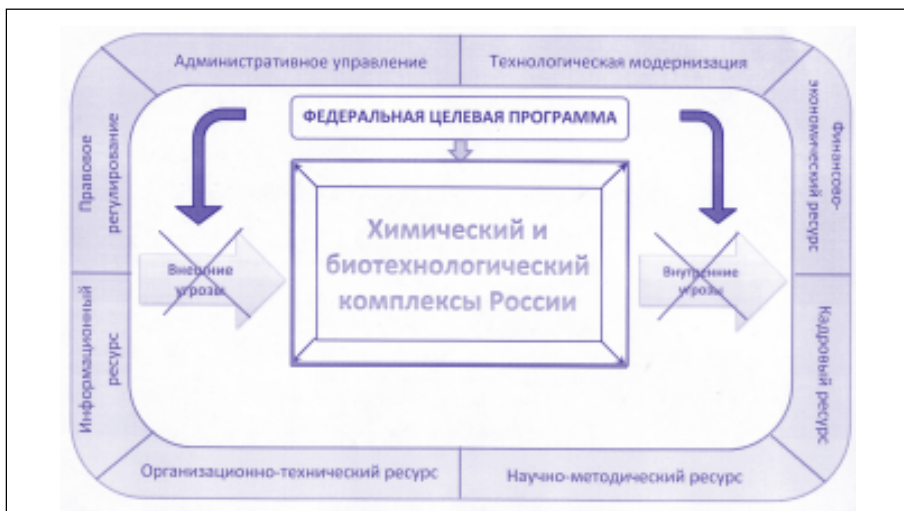 Административное управление
Технологическая модернизация
Правовое
регулирование
Финансово-
экономический ресурс
ФЕДЕРАЛЬНАЯ ЦЕЛЕВАЯ ПРОГРАММА
Химический и
биотехнологический
комплексы России
Внешние
угрозы
Внутренние
угрозы
Информационный
ресурс
Кадровый ресурс
Организационно-технический ресурс
Научно-методический ресурс